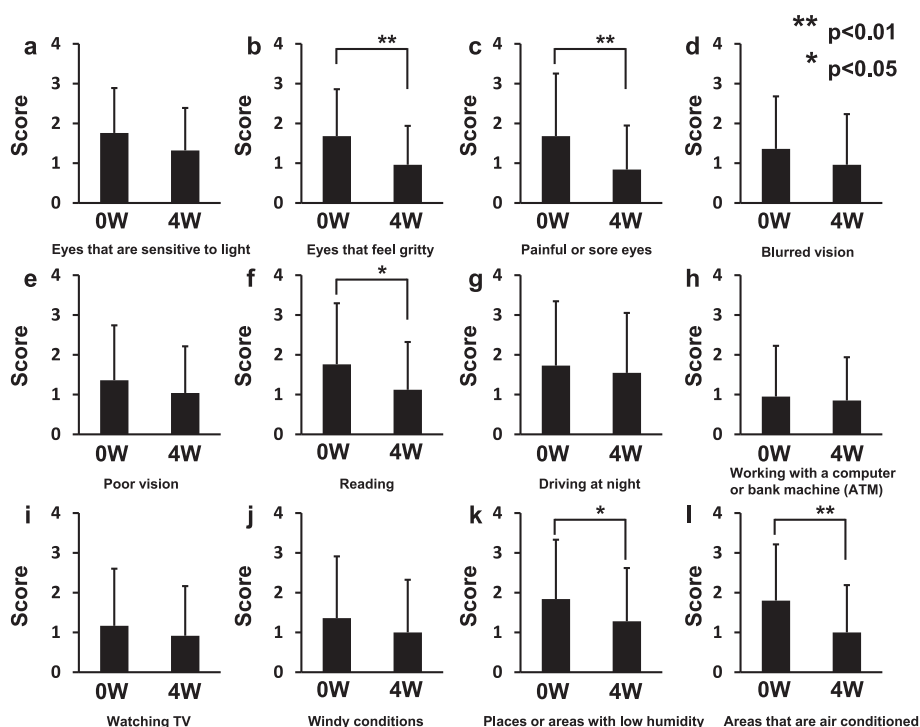 a b c d
** ** ** p<0.01
* p<0.05
4 4 4 4
3 3 3 3
2 2 2 2
1 1 1 1
0 0 0 0
Score Score Score Score
0W 4W 0W 4W 0W 4W 0W 4W
Eyes that are sensitive to light Eyes that feel gritty Painful or sore eyes Blurred vision
e f g h
*
4 4 4 4
3 3 3 3
2 2 2 2
1 1 1 1
0 0 0 0
Score Score Score Score
0W 4W 0W 4W 0W 4W 0W 4W
Poor vision Reading Driving at night Working with a computer
or bank machine (ATM)
i j k l
* **
4 4 4 4
3 3 3 3
2 2 2 2
1 1 1 1
0 0 0 0
Score Score Score Score
0W 4W 0W 4W 0W 4W 0W 4W
Watching TV Windy conditions Places or areas with low humidity Areas that are air conditioned